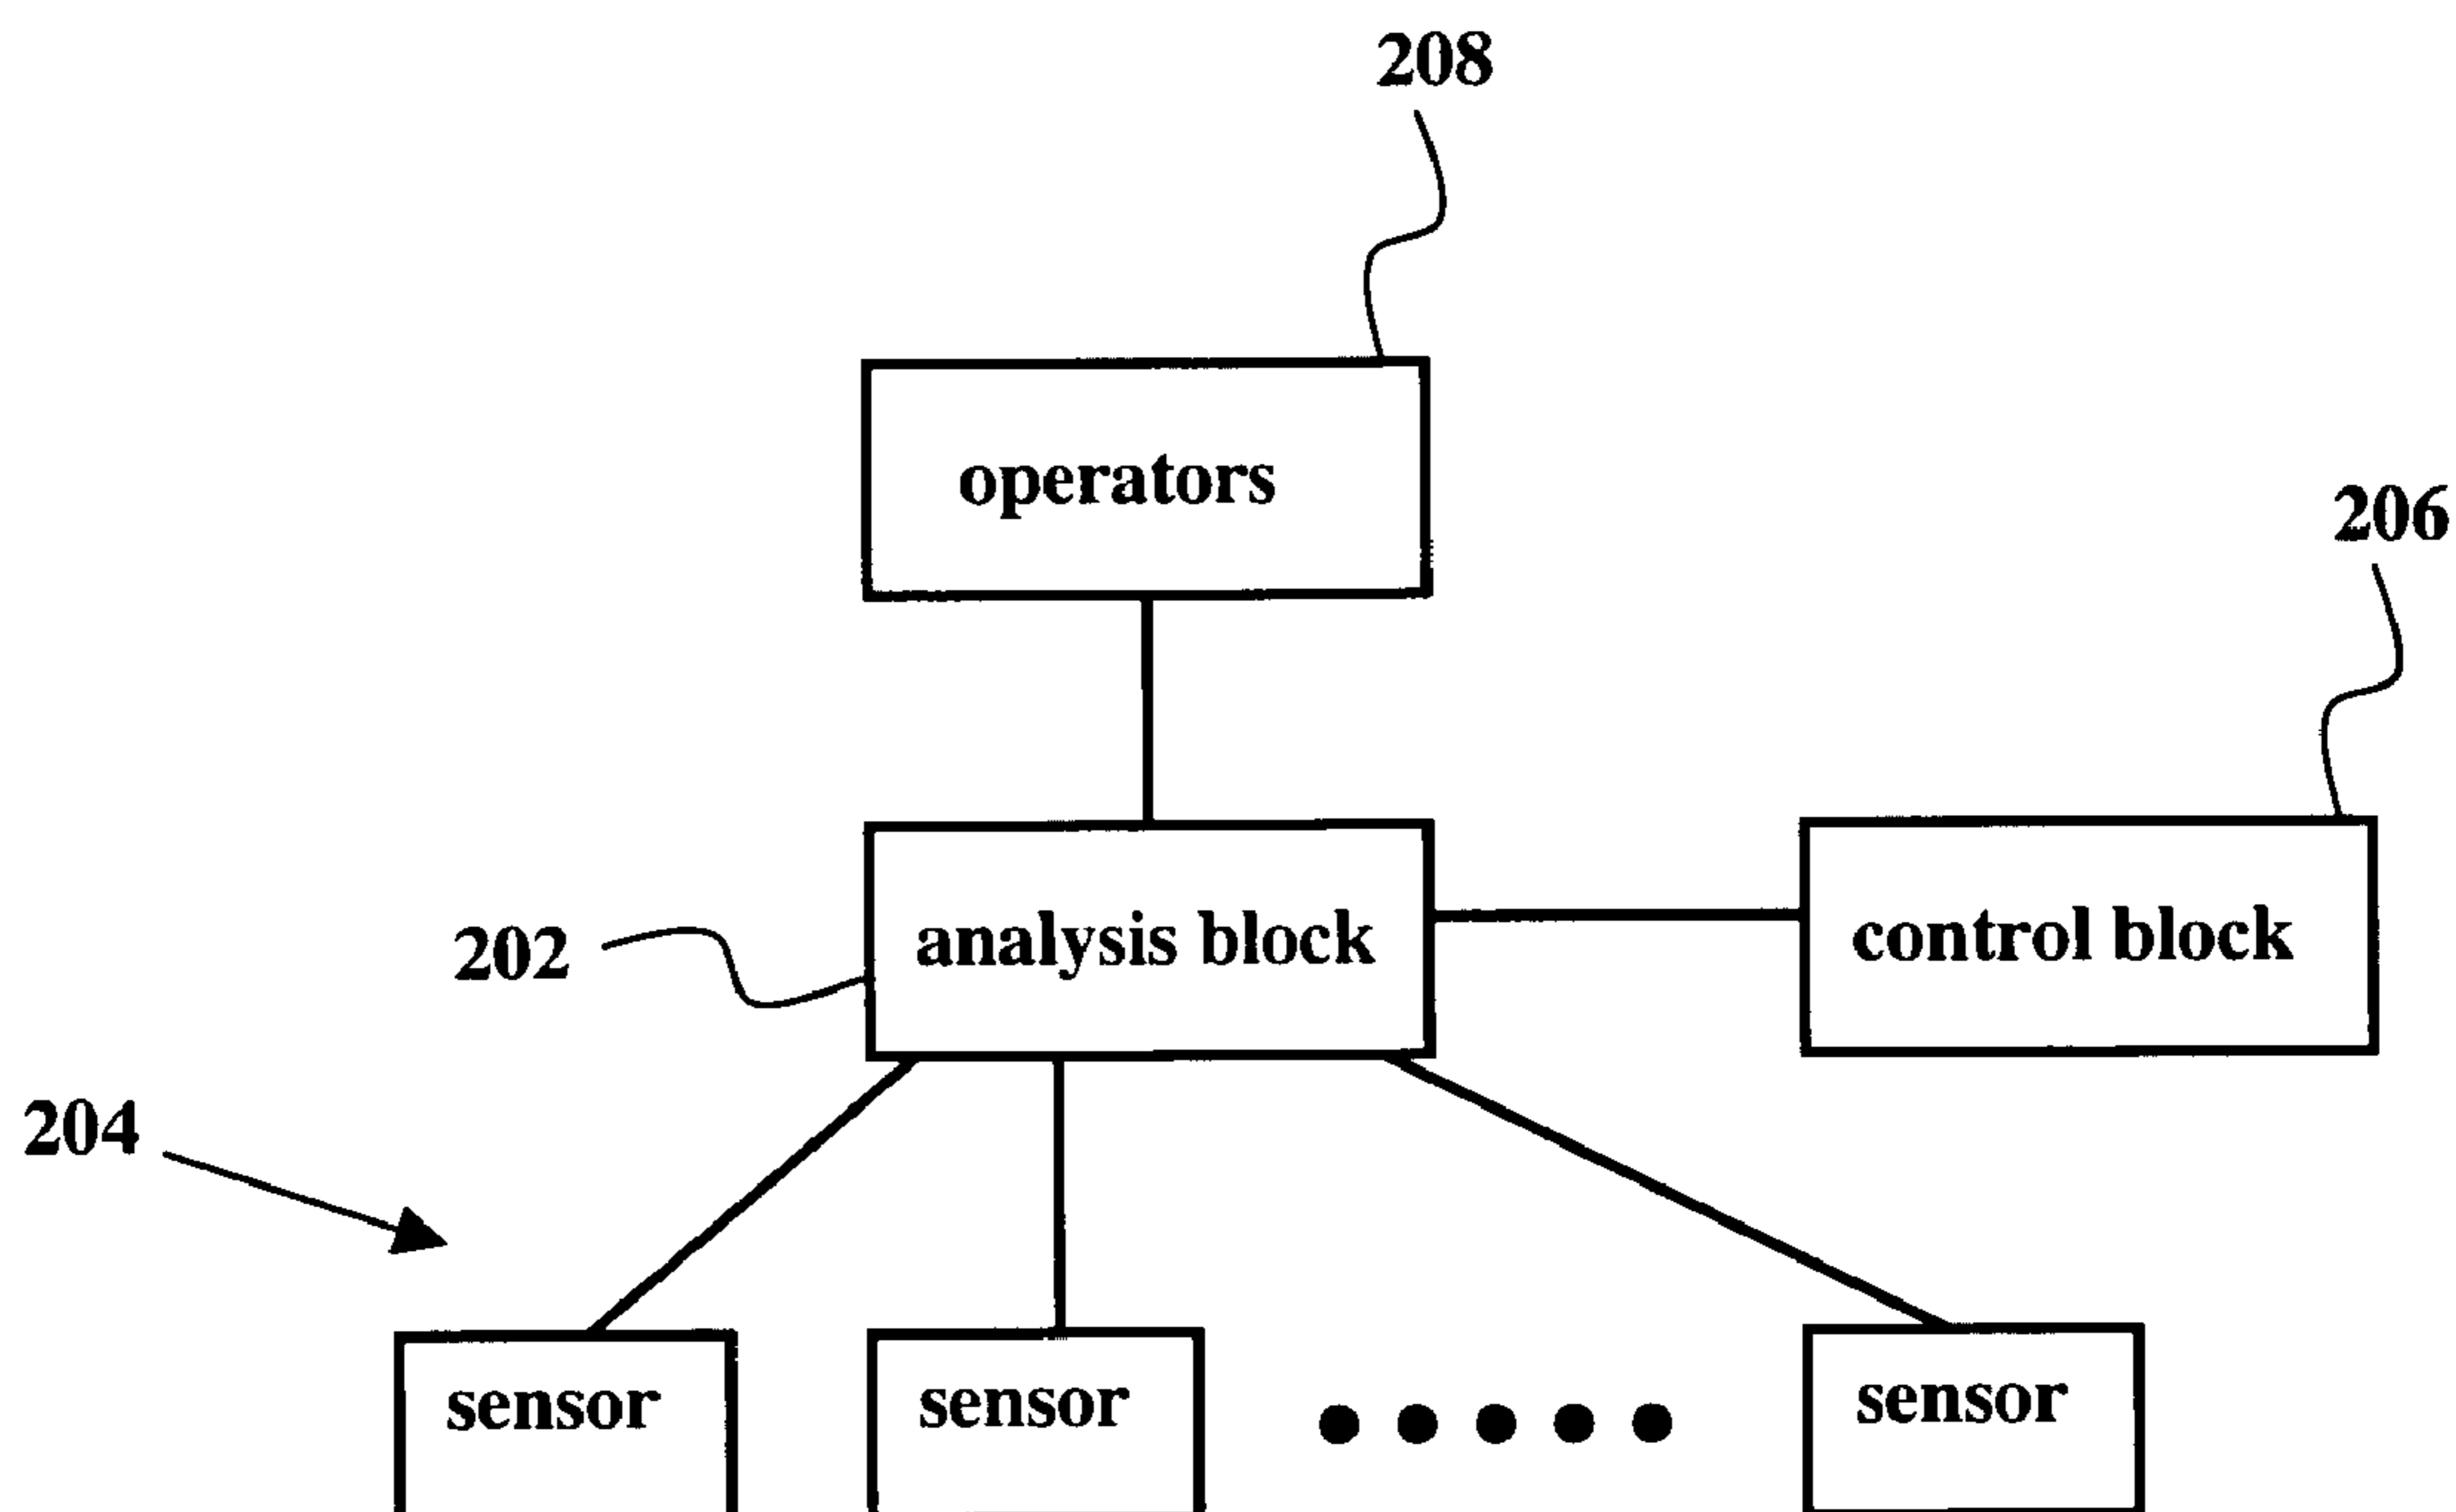 208
operators
206
202
analysis block
control block
204
sensor
sensor
sensor